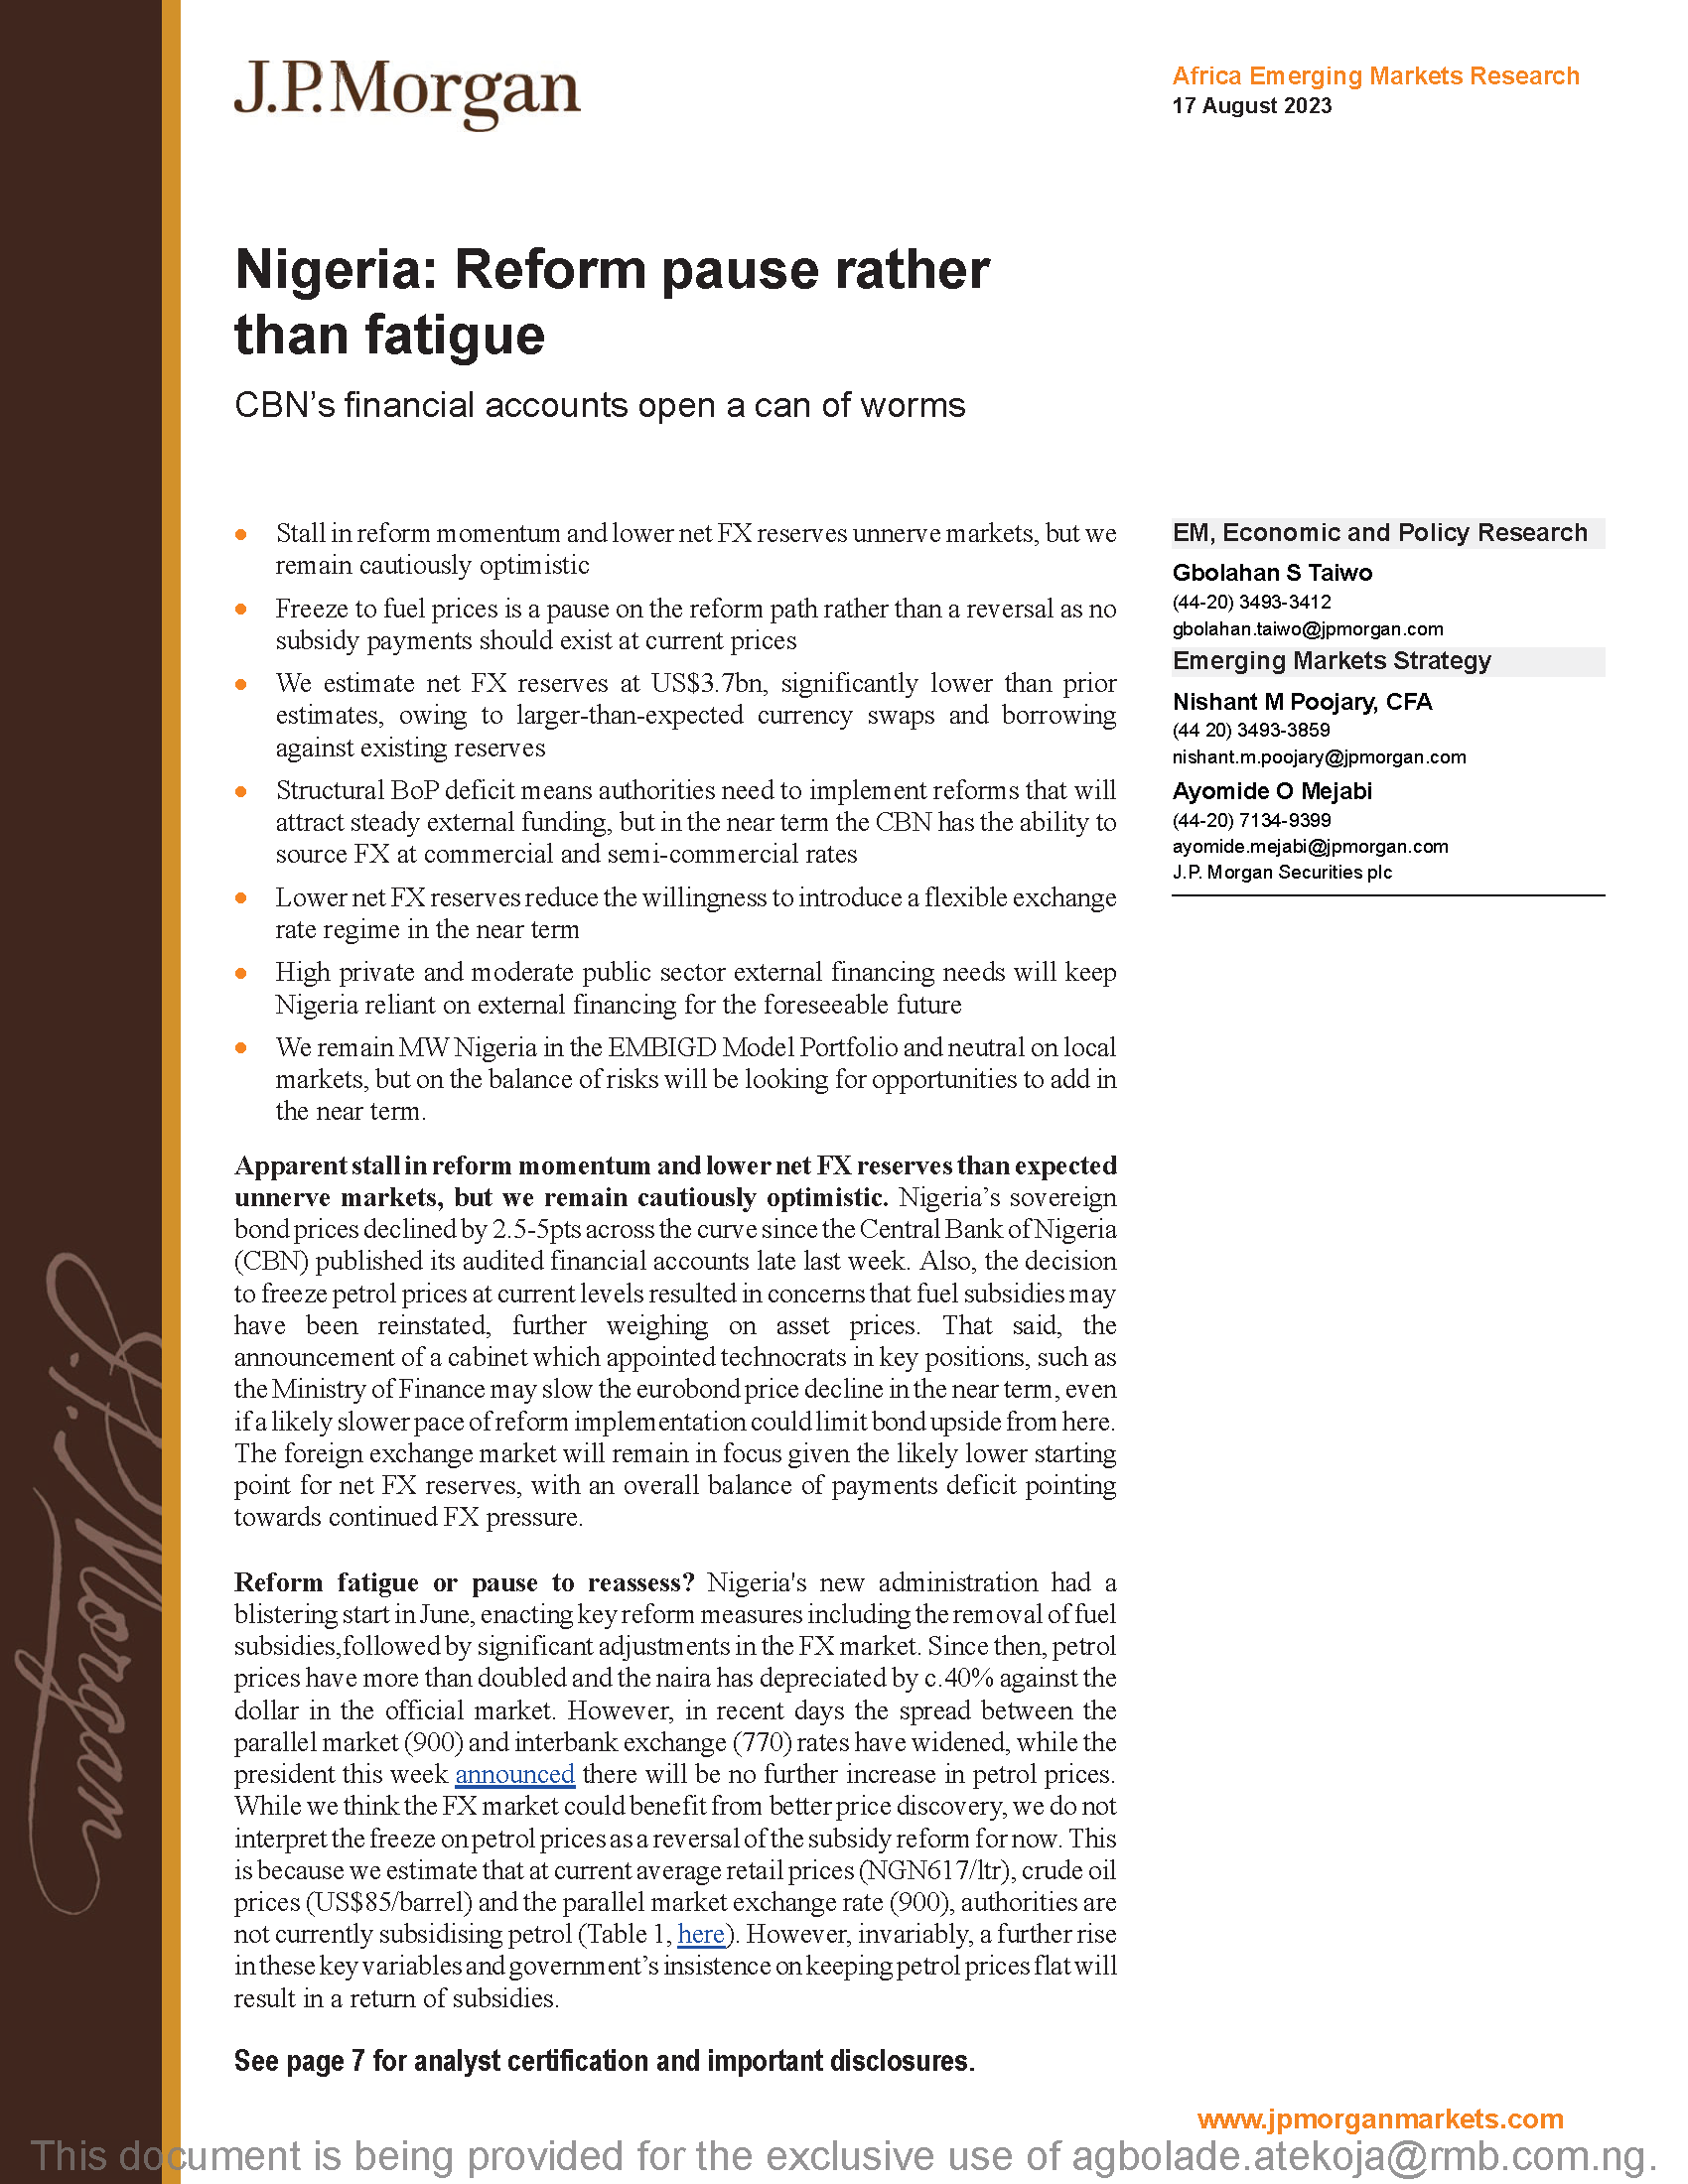 J.P.Morgan
Africa Emerging Markets Research
17 August 2023
Nigeria: Reform pause rather
than fatigue
CBN's financial accounts open a can of worms
• Stall in reform momentum and lower net FX reserves unnerve markets, but we
remain cautiously optimistic
• Freeze to fuel prices is a pause on the reform path rather than a reversal as no
subsidy payments should exist at current prices
• We estimate net FX reserves at US$3.7bn, significantly lower than prior
estimates, owing to larger-than-expected currency swaps and borrowing
against existing reserves
• Structural BoP deficit means authorities need to implement reforms that will
attract steady external funding, but in the near term the CBN has the ability to
source FX at commercial and semi-commercial rates
• Lower net FX reserves reduce the willingness to introduce a flexible exchange
rate regime in the near term
• High private and moderate public sector external financing needs will keep
Nigeria reliant on external financing for the foreseeable future
• We remain MW Nigeria in the EMBIGD Model Portfolio and neutral on local
markets, but on the balance of risks will be looking for opportunities to add in
the near term.
Apparent stall in reform momentum and lower net FX reserves than expected
unnerve markets, but we remain cautiously optimistic. Nigeria's sovereign
bond prices declined by 2.5-5pts across the curve since the Central Bank of Nigeria
(CBN) published its audited financial accounts late last week. Also, the decision
to freeze petrol prices at current levels resulted in concerns that fuel subsidies may
have been reinstated, further weighing on asset prices. That said, the
announcement of a cabinet which appointed technocrats in key positions, such as
the Ministry of Finance may slow the eurobond price decline in the near term, even
if a likely slower pace of reform implementation could limit bond upside from here.
The foreign exchange market will remain in focus given the likely lower starting
point for net FX reserves, with an overall balance of payments deficit pointing
towards continued FX pressure.
Reform fatigue or pause to reassess? Nigeria's new administration had a
blistering start in June, enacting key reform measures including the removal of fuel
subsidies,followed by significant adjustments in the FX market. Since then, petrol
prices have more than doubled and the naira has depreciated by c.40% against the
dollar in the official market. However, in recent days the spread between the
parallel market (900) and interbank exchange (770) rates have widened, while the
president this week announced there will be no further increase in petrol prices.
While we think the FX market could benefit from better price discovery, we do not
interpret the freeze on petrol prices as a reversal of the subsidy reform for now. This
is because we estimate that at current average retail prices (NGN617/ltr), crude oil
prices (US$85/barrel) and the parallel market exchange rate (900), authorities are
not currently subsidising petrol (Table 1, here). However, invariably, a further rise
in these key variables and government's insistence on keeping petrol prices flat will
result in a return of subsidies.
See page 7 for analyst certification and important disclosures.
EM, Economic and Policy Research
Gbolahan S Taiwo
(44-20) 3493-3412
gbolahan.taiwo@jpmorgan.com
Emerging Markets Strategy
Nishant M Poojary, CFA
(44 20) 3493-3859
nishant.m.poojary@jpmorgan.com
Ayomide O Mejabi
(44-20) 7134-9399
ayomide.mejabi@jpmorgan.com
J.P. Morgan Securities plc
J.P. Morgan
www.jpmorganmarkets.com
This document is being provided for the exclusive use of agbolade.atekoja@rmb.com.ng.